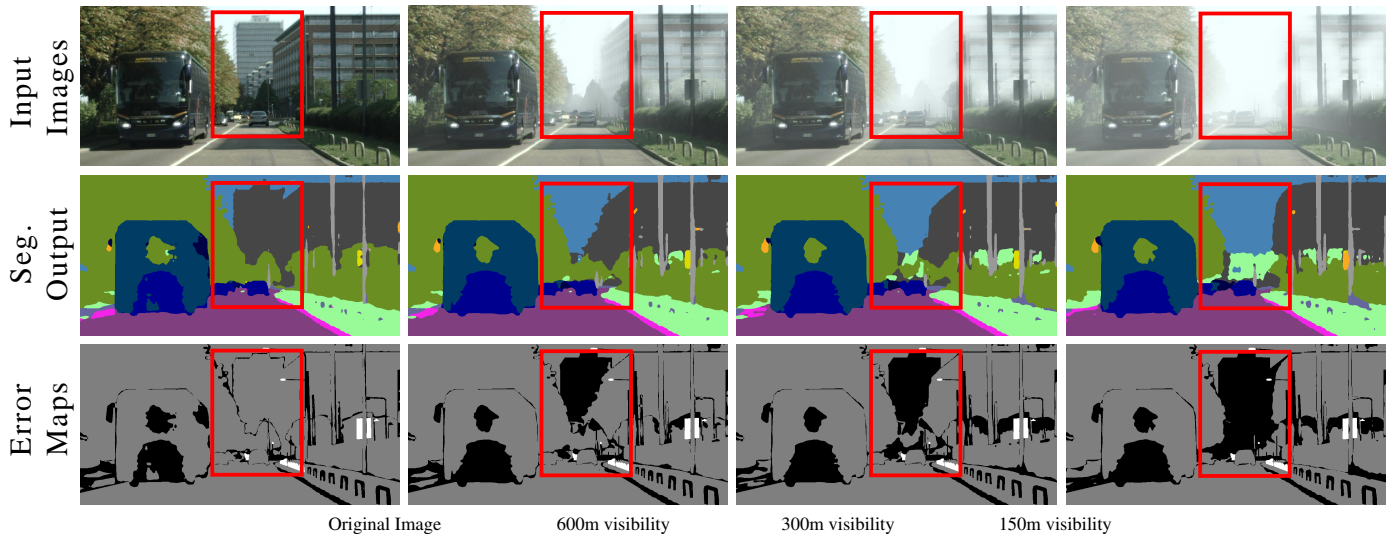 Input
Images
Seg.
Output
Error
Maps
Original Image 600m visibility 300m visibility 150m visibility